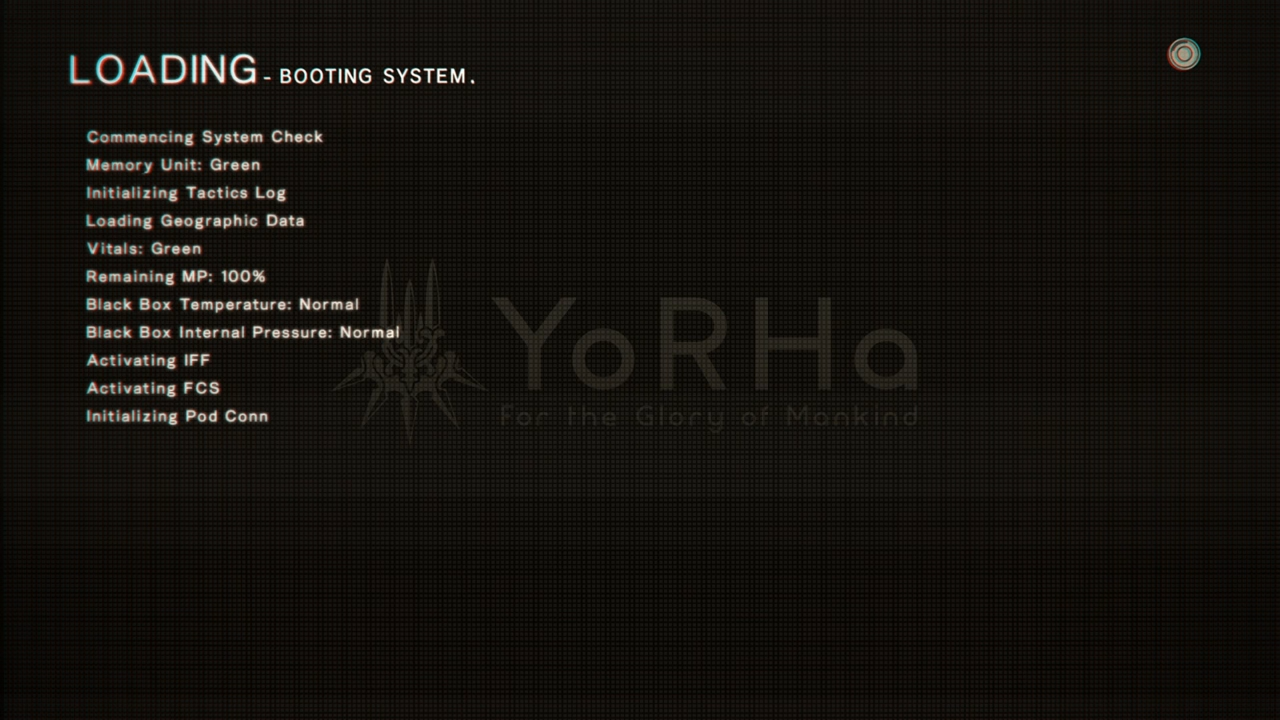 LOADING - BOOTING SYSTEM.
Commencing System Check
Memory Unit: Green
Initializing Tactics Log
Loading Geographic Data
Vitals: Green
Remaining MP: 100%
Black Box Temperature: Normal
Black Box Internal Pressure: Normal
Activating IFF
Activating FCS
Initializing Pod Conn
YoRHa
For the Glory of Mankind